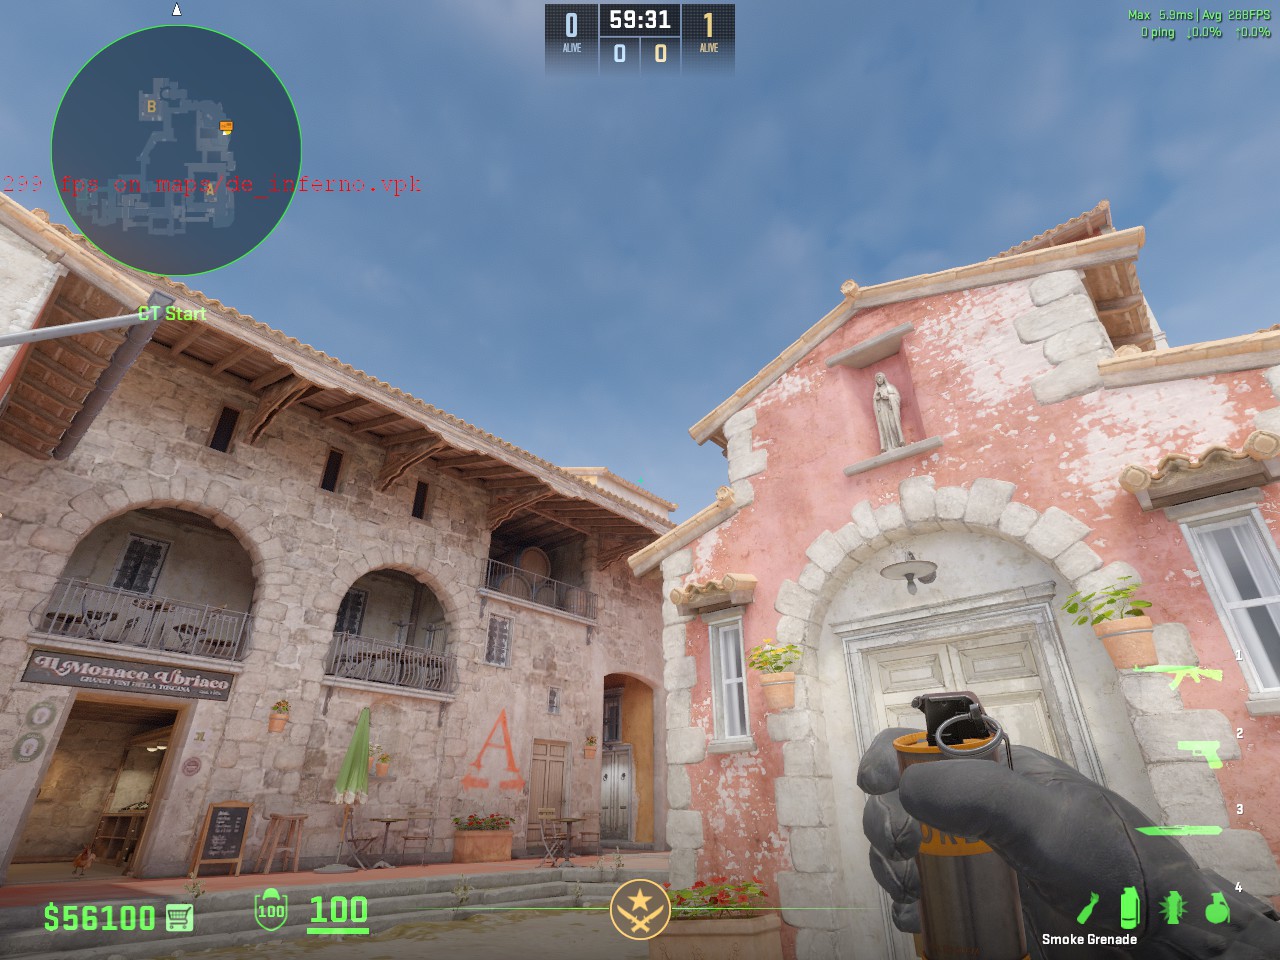 0
ALIVE
59:31
0 0
1
ALIVE
Max 5.9ms | Avg 268FPS
0 ping ↓0.0% ↑0.0%
B
A
299 fps on maps/de_inferno.vpk
CT Start
Il Monaco Ubriaco
GRANDI VINI DELLA TOSCANA
A
1
2
3
4
$56100
100
100
Smoke Grenade